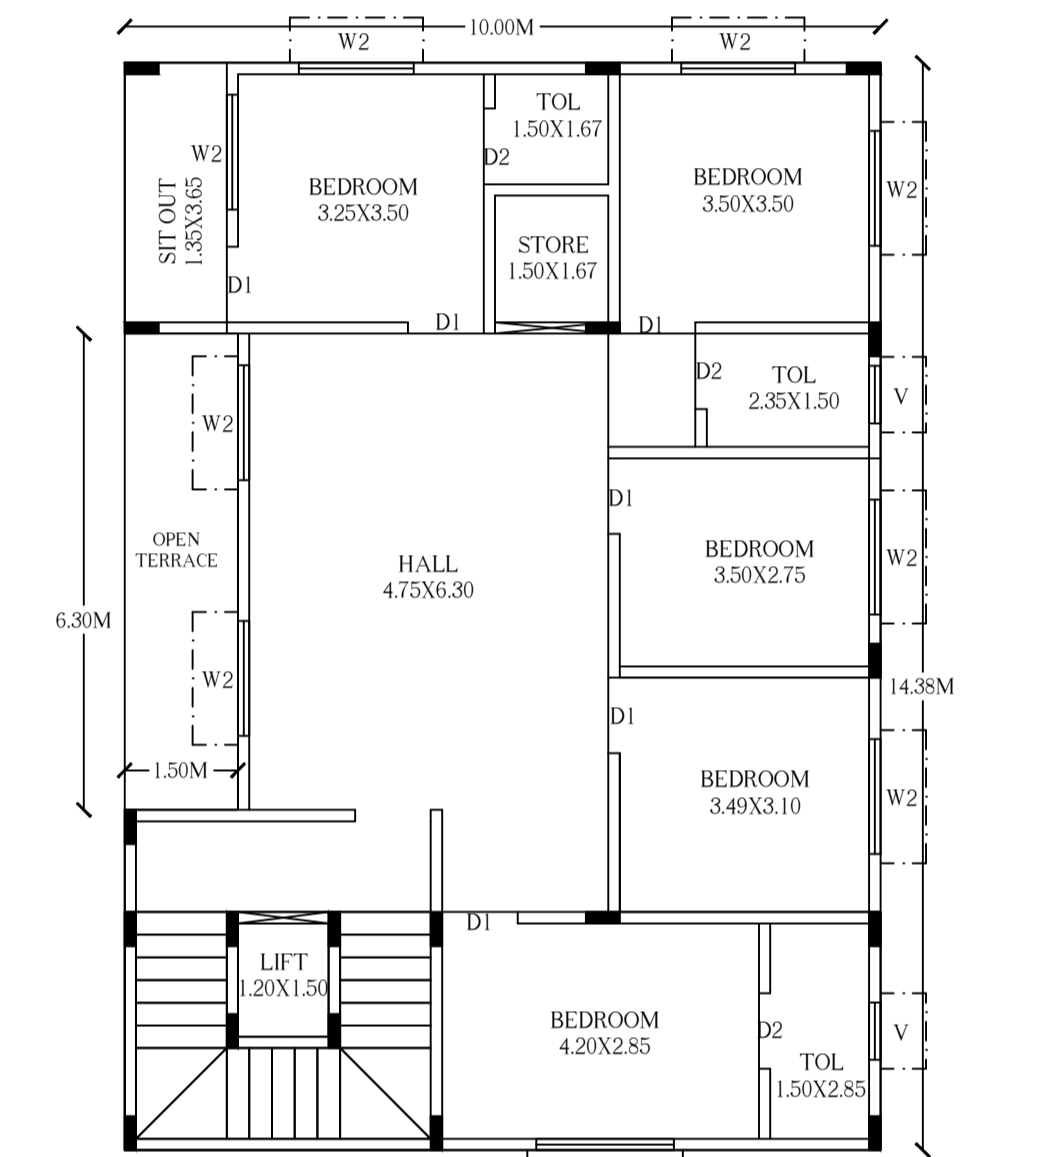 10.00M
W2
W2
TOL
1.50X1.67
W2
D2
BEDROOM
3.25X3.50
BEDROOM
3.50X3.50
W2
SIT OUT
1.35X3.65
STORE
1.50X1.67
D1
D1
D1
D2
TOL
2.35X1.50
V
W2
D1
OPEN
TERRACE
HALL
4.75X6.30
BEDROOM
3.50X2.75
W2
6.30M
W2
14.38M
D1
1.50M
BEDROOM
3.49X3.10
W2
D1
LIFT
1.20X1.50
BEDROOM
4.20X2.85
D2
V
TOL
1.50X2.85